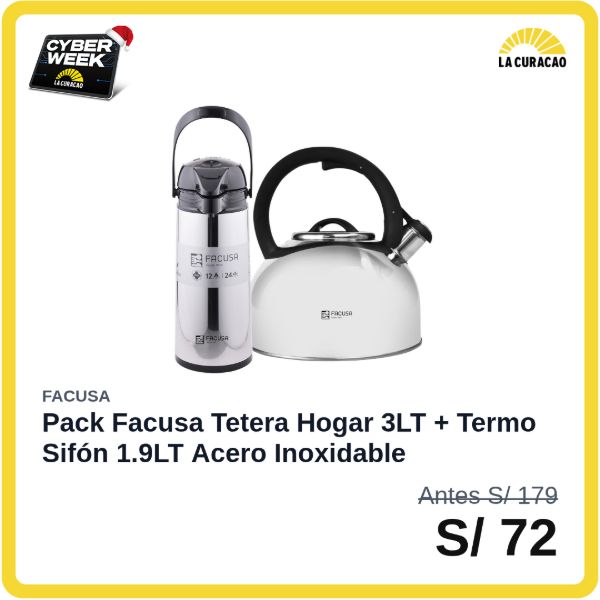 CYBER
WEEK
LA CURACAO
LA CURACAO
FACUSA
12 24
FACUSA
FACUSA
FACUSA
Pack Facusa Tetera Hogar 3LT + Termo
Sifón 1.9LT Acero Inoxidable
Antes S/ 179
S/ 72